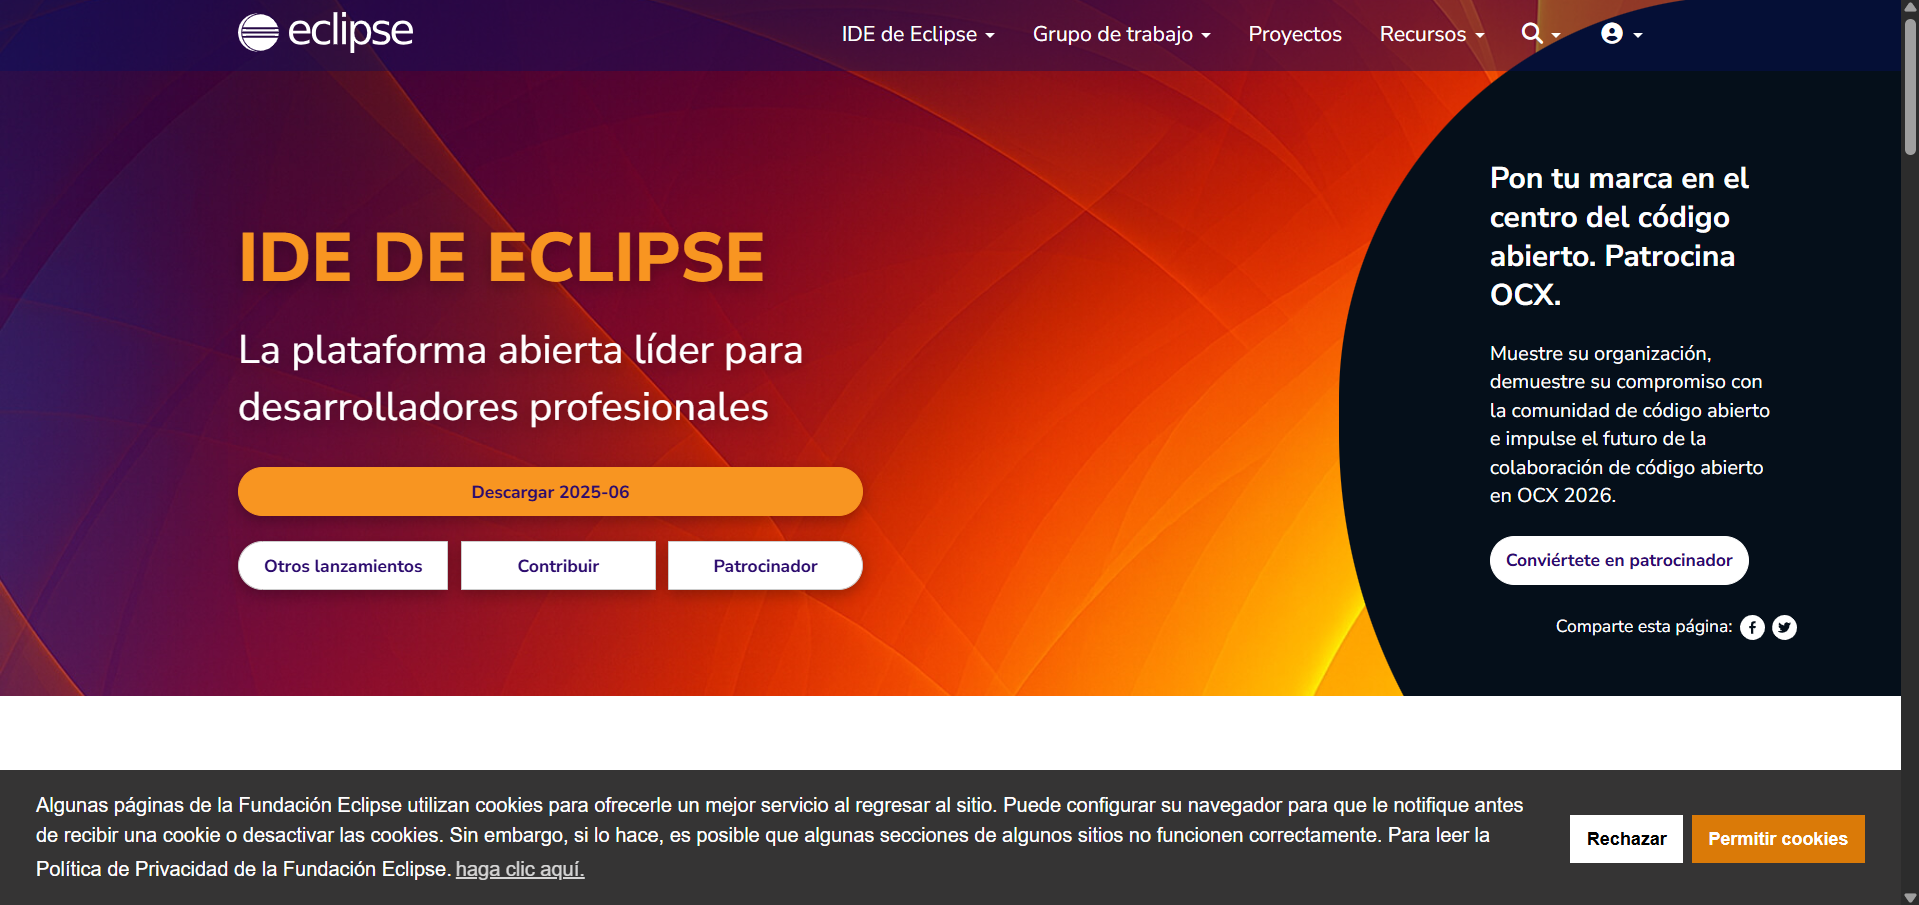 eclipse
IDE de Eclipse
Grupo de trabajo
Proyectos
Recursos
IDE DE ECLIPSE
La plataforma abierta líder para
desarrolladores profesionales
Descargar 2025-06
Otros lanzamientos
Contribuir
Patrocinador
Pon tu marca en el
centro del código
abierto. Patrocina
OCX.
Muestre su organización,
demuestre su compromiso con
la comunidad de código abierto
e impulse el futuro de la
colaboración de código abierto
en OCX 2026.
Conviértete en patrocinador
Comparte esta página:
Algunas páginas de la Fundación Eclipse utilizan cookies para ofrecerle un mejor servicio al regresar al sitio. Puede configurar su navegador para que le notifique antes
de recibir una cookie o desactivar las cookies. Sin embargo, si lo hace, es posible que algunas secciones de algunos sitios no funcionen correctamente. Para leer la
Política de Privacidad de la Fundación Eclipse. haga clic aquí.
Rechazar
Permitir cookies